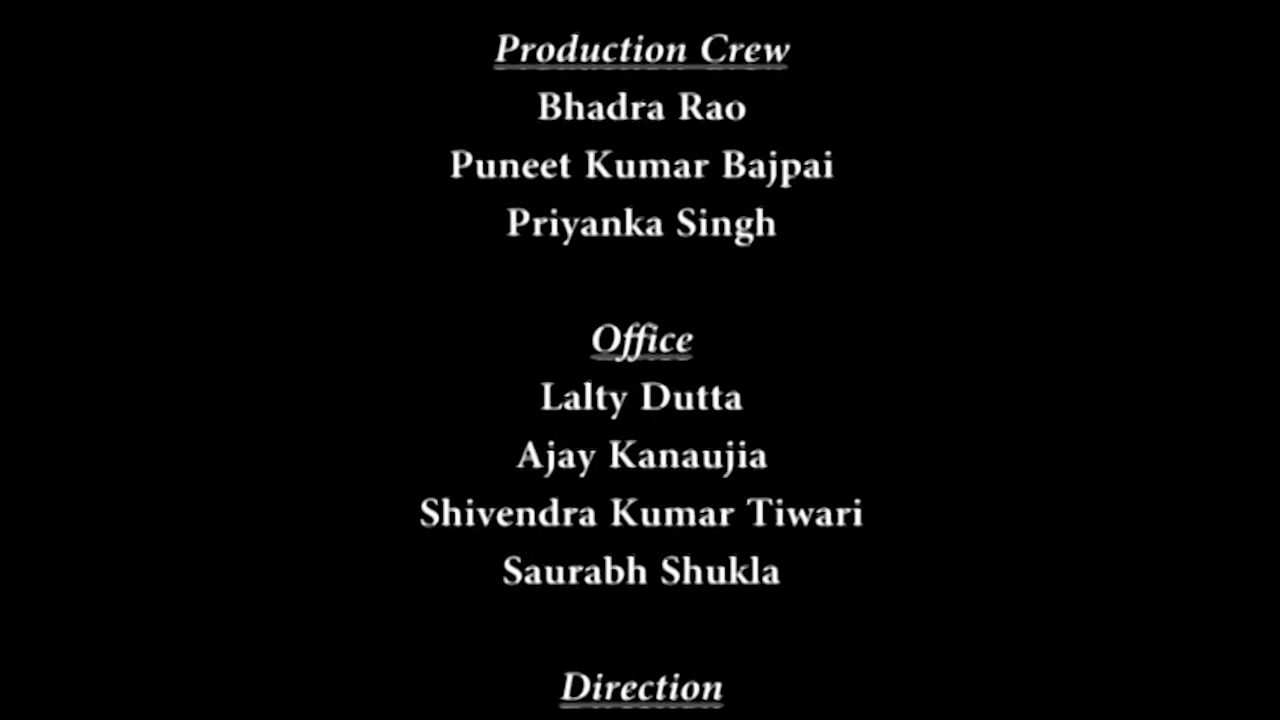 Production Crew
Bhadra Rao
Puneet Kumar Bajpai
Priyanka Singh
Office
Lalty Dutta
Ajay Kanaujia
Shivendra Kumar Tiwari
Saurabh Shukla
Direction